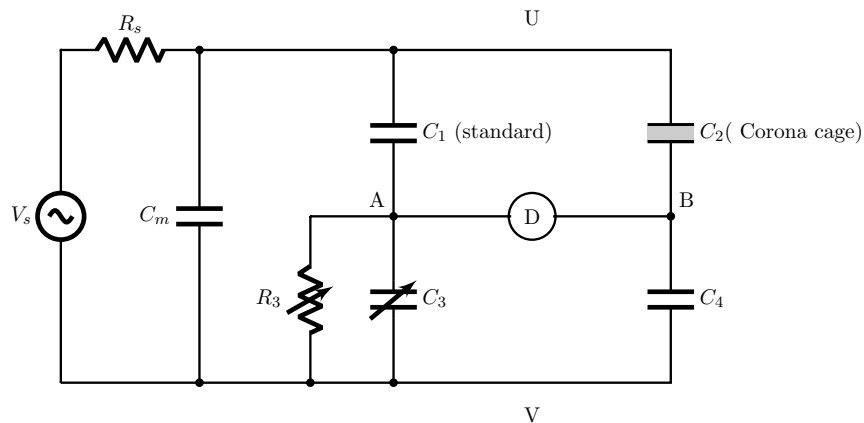 U
R_s
C_1 (standard)
C_2( Corona cage)
A
B
V_s
C_m
D
R_3
C_3
C_4
V